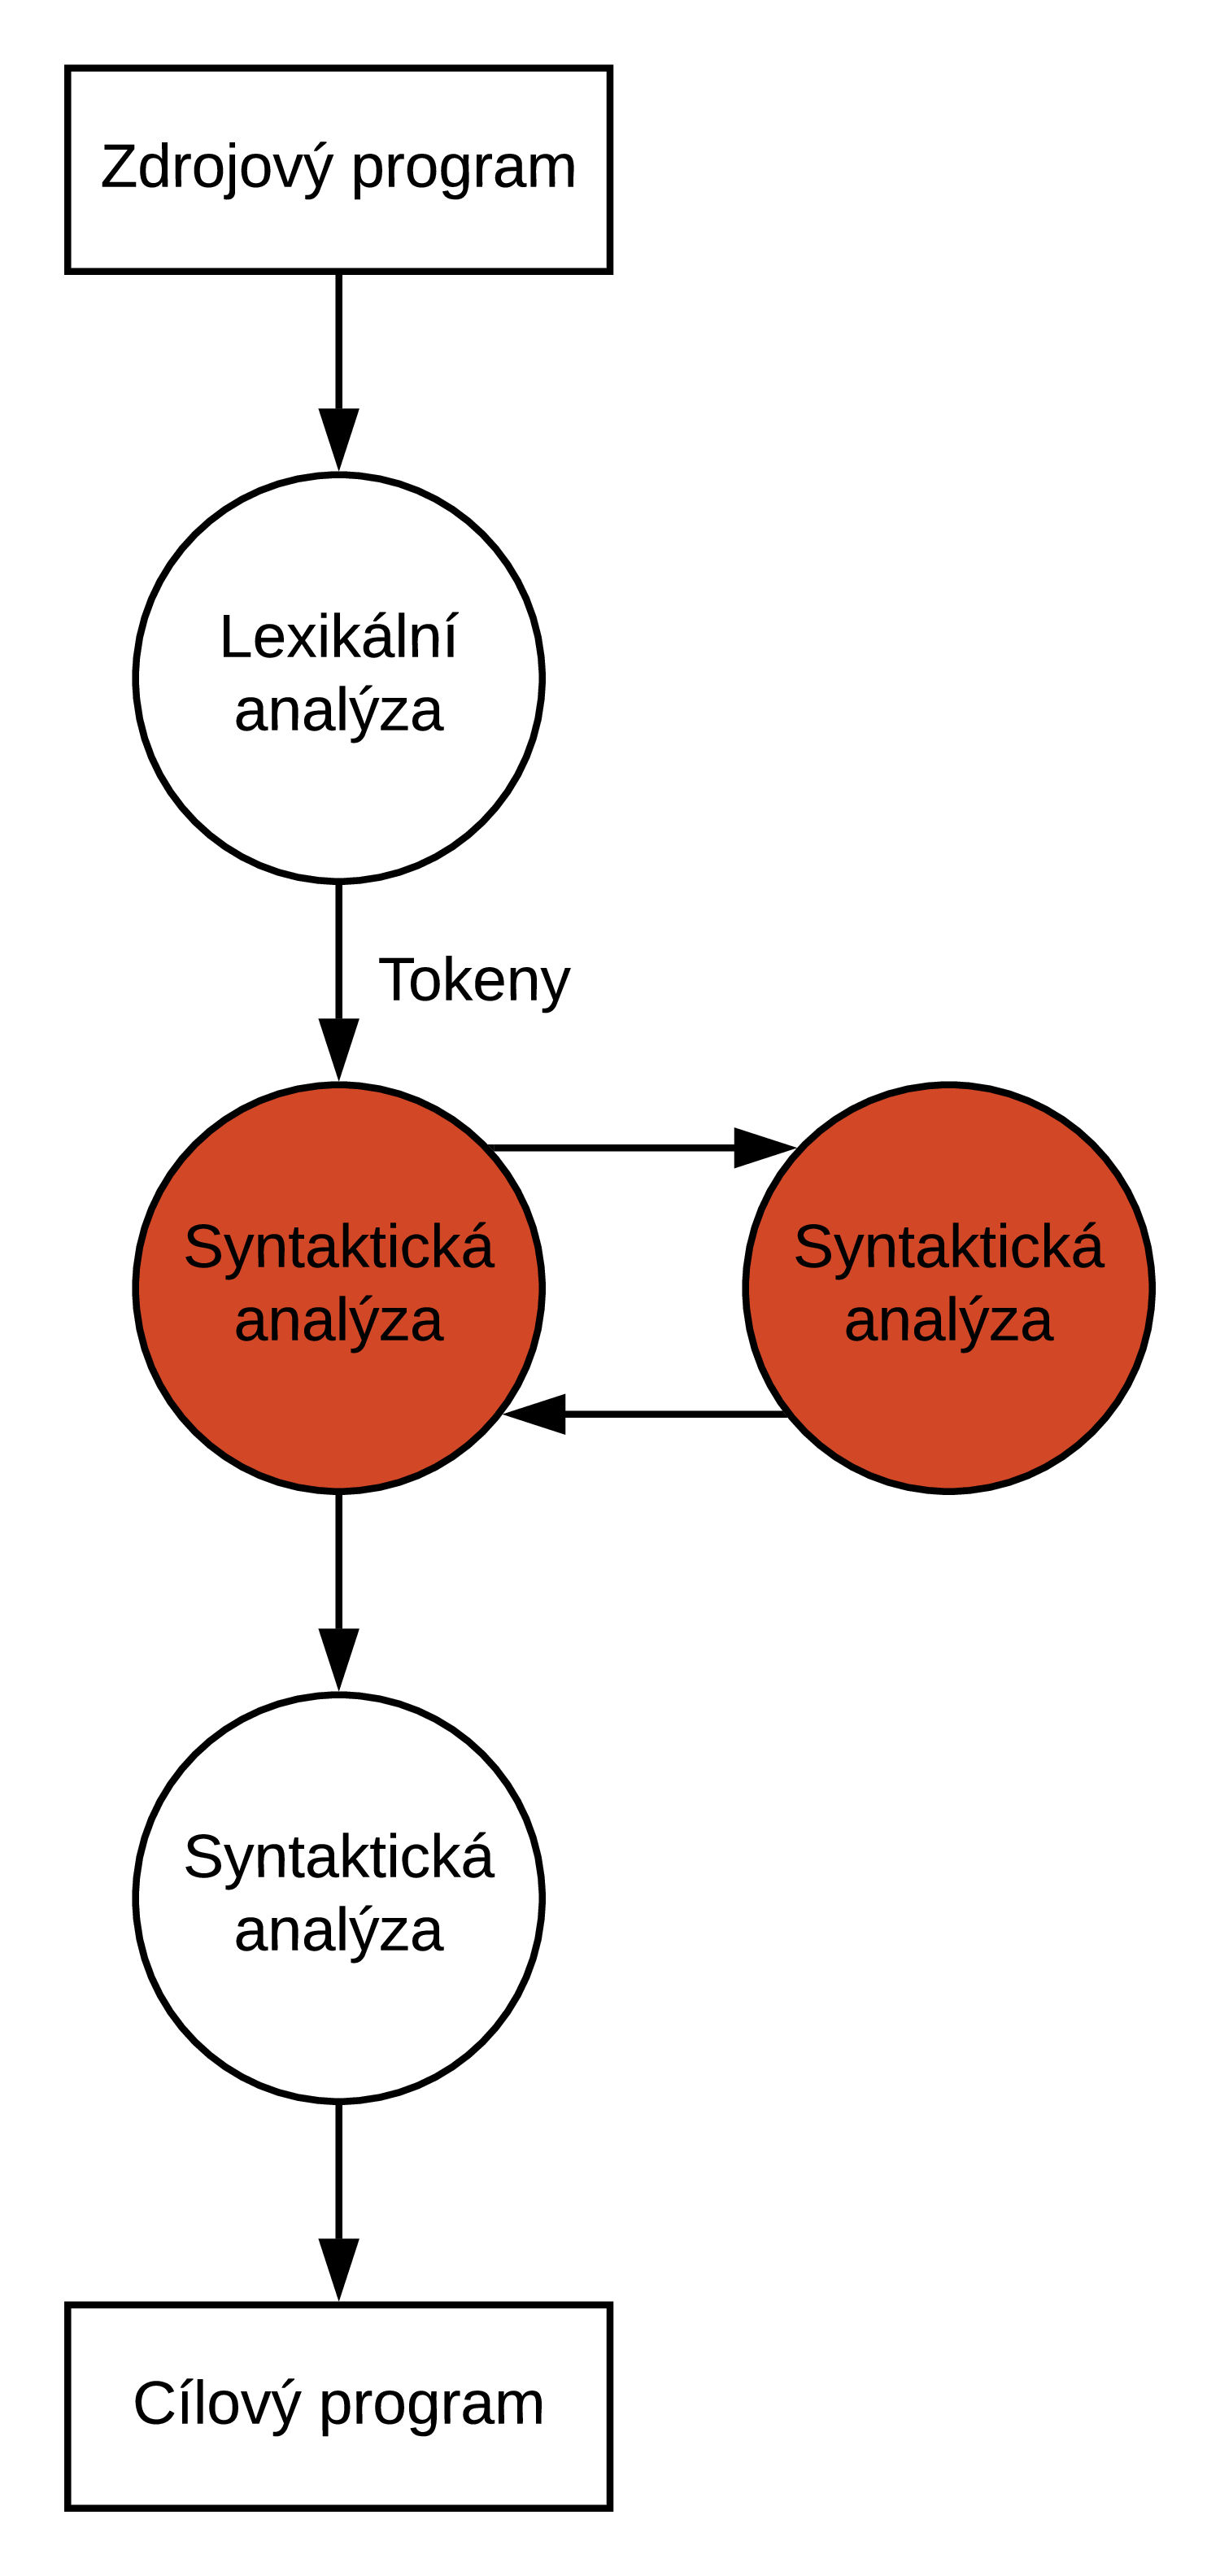 Zdrojový program
Lexikální
analýza
Tokeny
Syntaktická
analýza
Syntaktická
analýza
Syntaktická
analýza
Cílový program